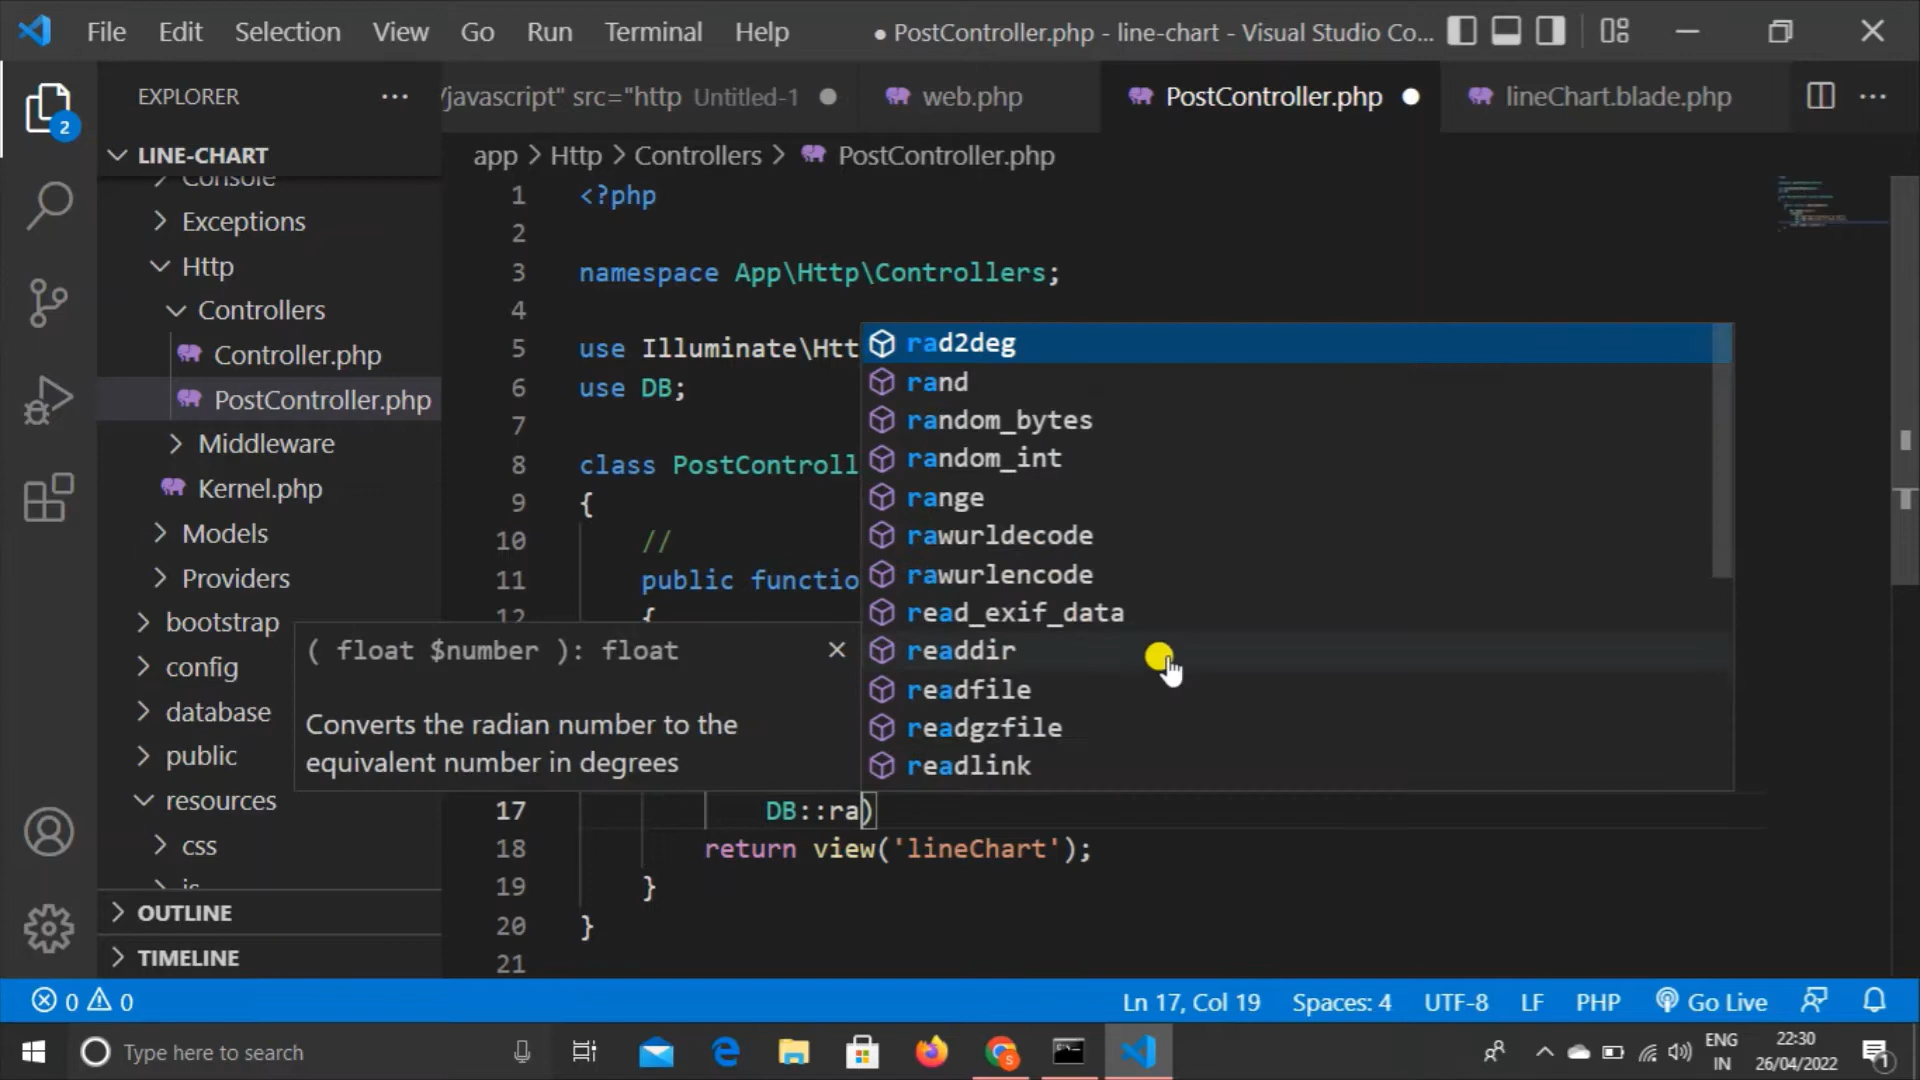 File Edit Selection View Go Run Terminal Help
● PostController.php - line-chart - Visual Studio Co...
EXPLORER
/javascript" src="http Untitled-1
web.php
PostController.php
lineChart.blade.php
2
LINE-CHART
app > Http > Controllers > PostController.php
Console
Exceptions
Http
Controllers
Controller.php
PostController.php
Middleware
Kernel.php
Models
Providers
bootstrap
config
database
public
resources
css
js
OUTLINE
TIMELINE
1 <?php
2
3 namespace App\Http\Controllers;
4
5 use Illuminate\Htt
6 use DB;
7
8 class PostControll
9 {
10 //
11 public functio
12 {
rad2deg
rand
random_bytes
random_int
range
rawurldecode
rawurlencode
read_exif_data
readdir
readfile
readgzfile
readlink
( float $number ): float
Converts the radian number to the
equivalent number in degrees
17 DB::ra)
18 return view('lineChart');
19 }
20 }
21
0 0
Ln 17, Col 19 Spaces: 4 UTF-8 LF PHP Go Live
Type here to search
ENG
IN
22:30
26/04/2022
1